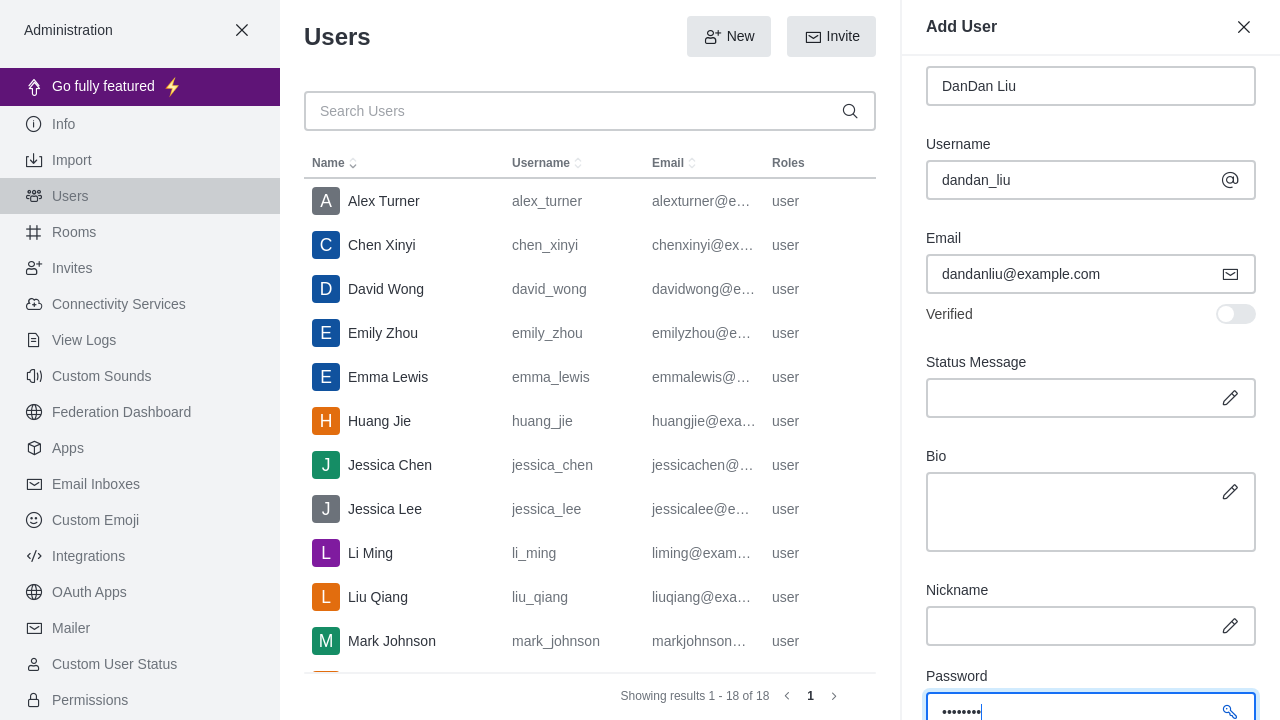 Administration
Go fully featured
Info
Import
Users
Rooms
Invites
Connectivity Services
View Logs
Custom Sounds
Federation Dashboard
Apps
Email Inboxes
Custom Emoji
Integrations
OAuth Apps
Mailer
Custom User Status
Permissions
Users
New
Invite
Search Users
Name Username Email Roles
A Alex Turner alex_turner alexturner@e… user
C Chen Xinyi chen_xinyi chenxinyi@ex… user
D David Wong david_wong davidwong@e… user
E Emily Zhou emily_zhou emilyzhou@e… user
E Emma Lewis emma_lewis emmalewis@… user
H Huang Jie huang_jie huangjie@exa… user
J Jessica Chen jessica_chen jessicachen@… user
J Jessica Lee jessica_lee jessicalee@e… user
L Li Ming li_ming liming@exam… user
L Liu Qiang liu_qiang liuqiang@exa… user
M Mark Johnson mark_johnson markjohnson… user
Showing results 1 - 18 of 18 1
Add User
DanDan Liu
Username
dandan_liu
Email
dandanliu@example.com
Verified
Status Message
Bio
Nickname
Password
••••••••